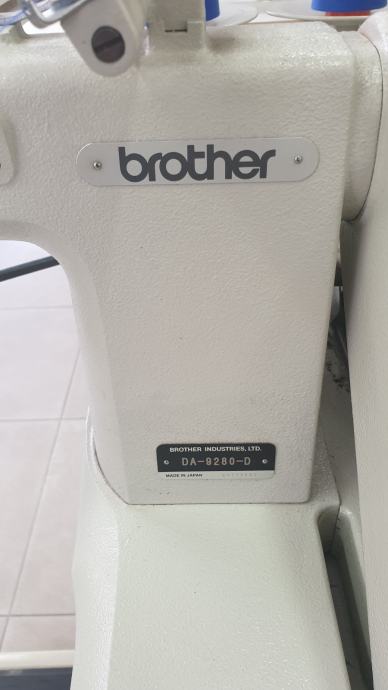 brother
BROTHER INDUSTRIES, LTD.
DA-9280-D
MADE IN JAPAN